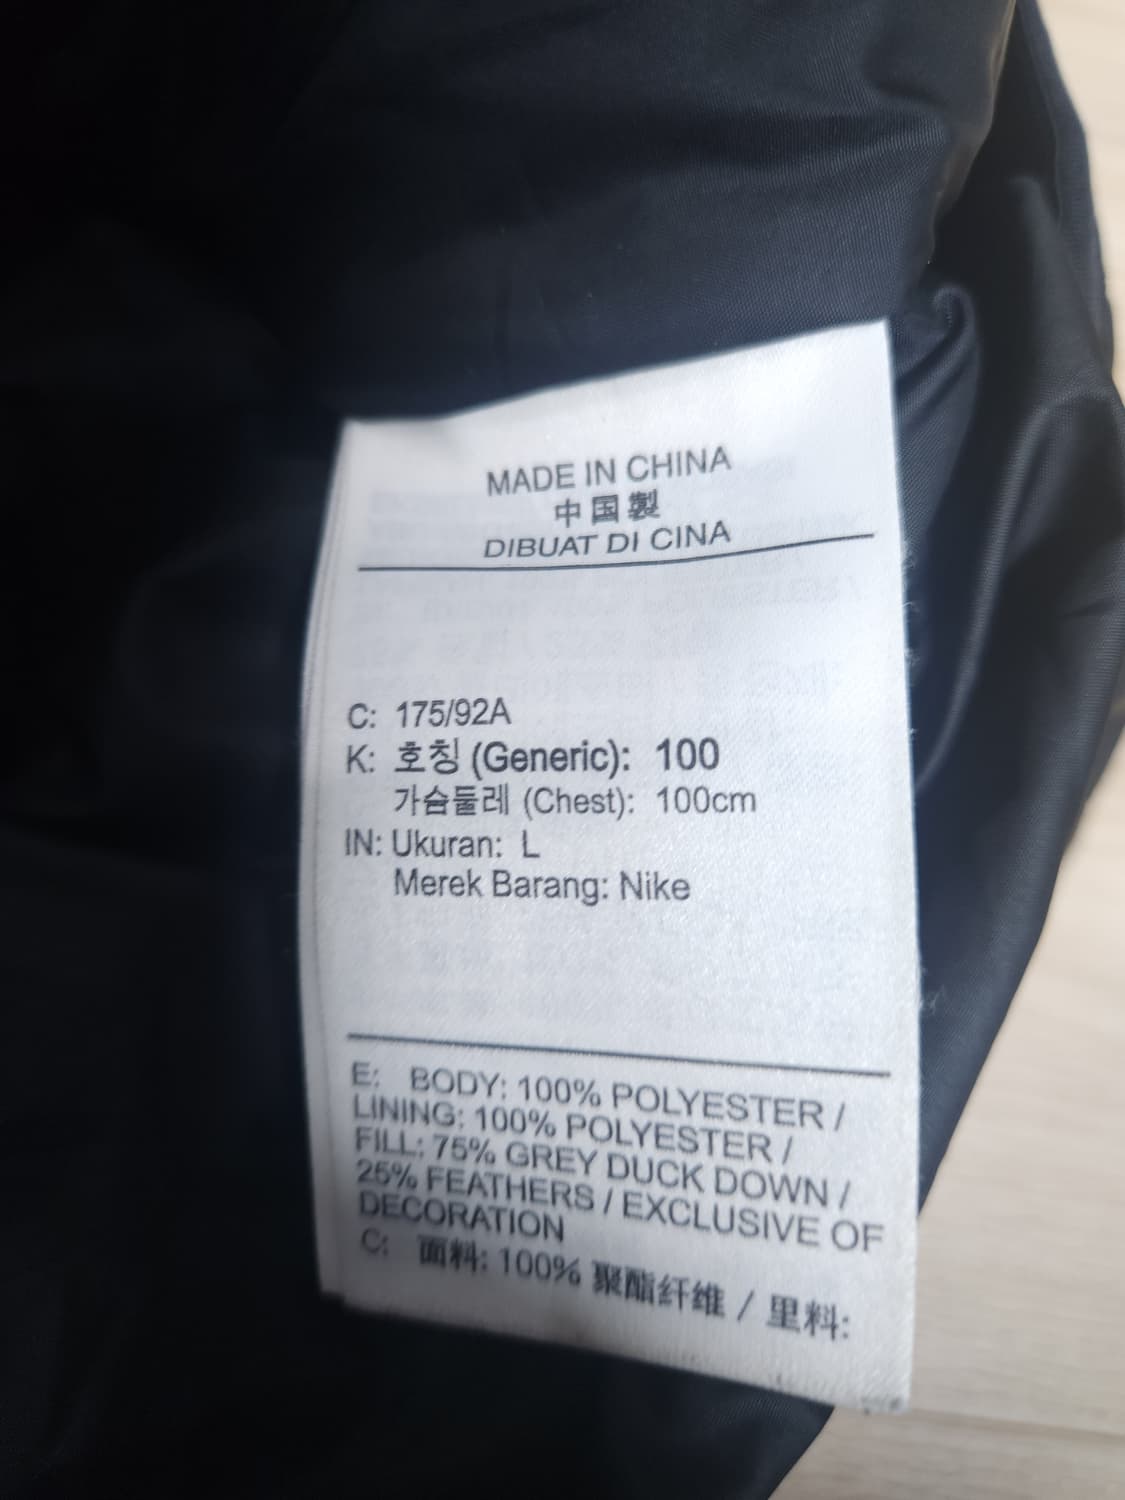 MADE IN CHINA
中国製
DIBUAT DI CINA
C: 175/92A
K: 호칭 (Generic): 100
가슴둘레 (Chest): 100cm
IN: Ukuran: L
Merek Barang: Nike
E: BODY: 100% POLYESTER /
LINING: 100% POLYESTER /
FILL: 75% GREY DUCK DOWN /
25% FEATHERS / EXCLUSIVE OF
DECORATION
C: 面料: 100% 聚酯纤维 / 里料: